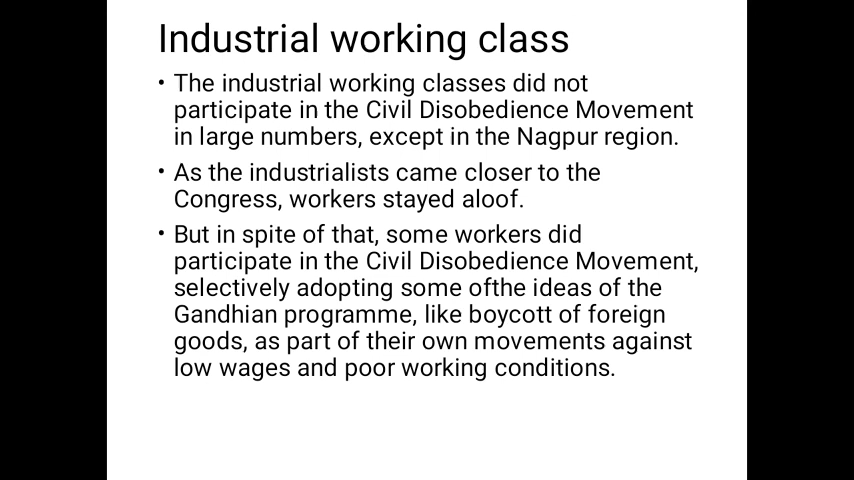 Industrial working class
• The industrial working classes did not
participate in the Civil Disobedience Movement
in large numbers, except in the Nagpur region.
• As the industrialists came closer to the
Congress, workers stayed aloof.
• But in spite of that, some workers did
participate in the Civil Disobedience Movement,
selectively adopting some ofthe ideas of the
Gandhian programme, like boycott of foreign
goods, as part of their own movements against
low wages and poor working conditions.